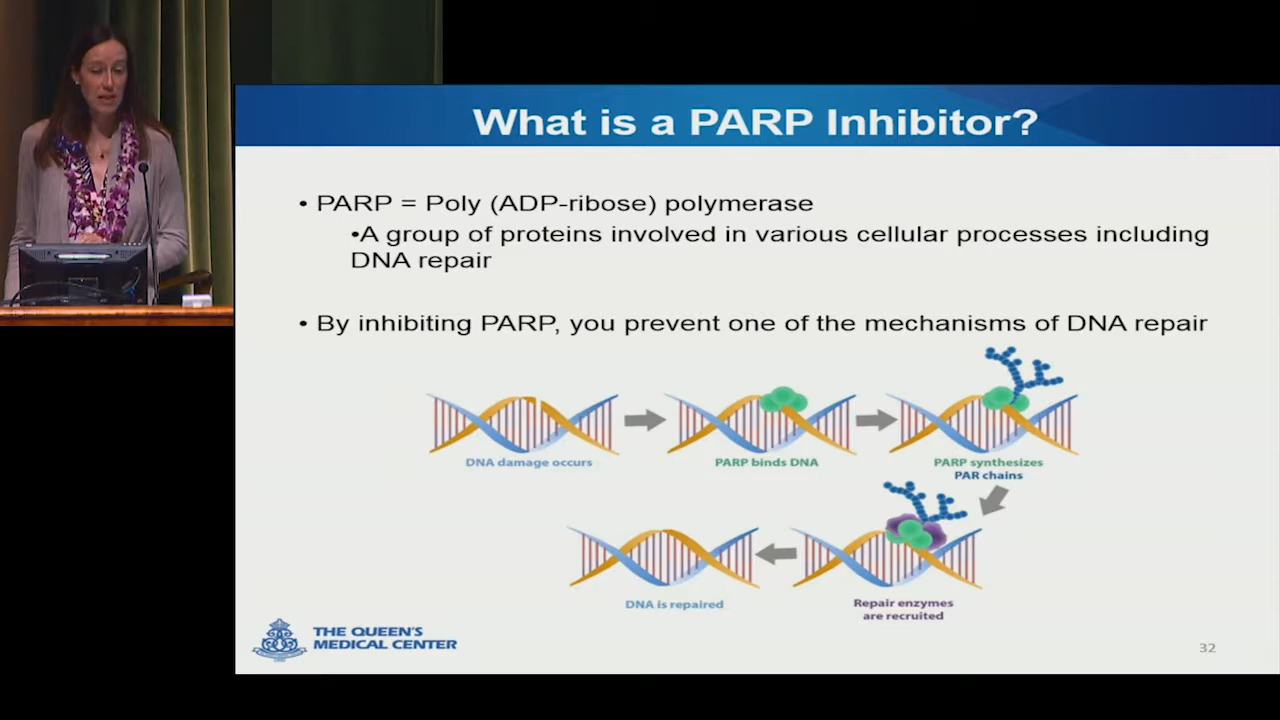 What is a PARP Inhibitor?
• PARP = Poly (ADP-ribose) polymerase
•A group of proteins involved in various cellular processes including
DNA repair
• By inhibiting PARP, you prevent one of the mechanisms of DNA repair
DNA damage occurs
PARP binds DNA
PARP synthesizes
PAR chains
DNA is repaired
Repair enzymes
are recruited
THE QUEEN'S
MEDICAL CENTER
32